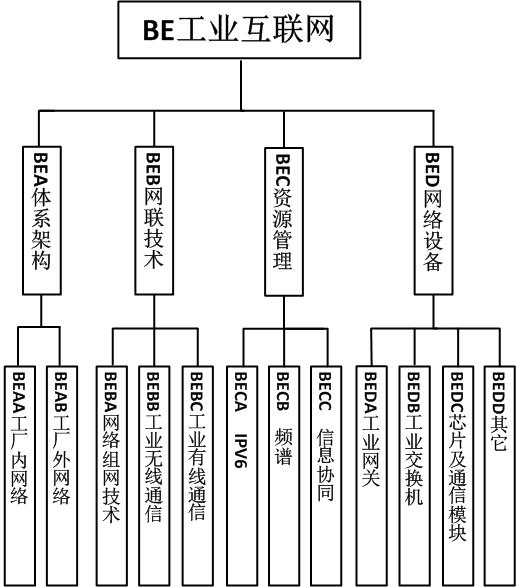 BE工业互联网
BEA体系架构
BEB网联技术
BEC资源管理
BED网络设备
BEAA工厂内网络
BEAB工厂外网络
BEBA网络组网技术
BEBB工业无线通信
BEBC工业有线通信
BECA IPV6
BECB 频谱
BECC 信息协同
BEDA工业网关
BEDB工业交换机
BEDC芯片及通信模块
BEDD其它